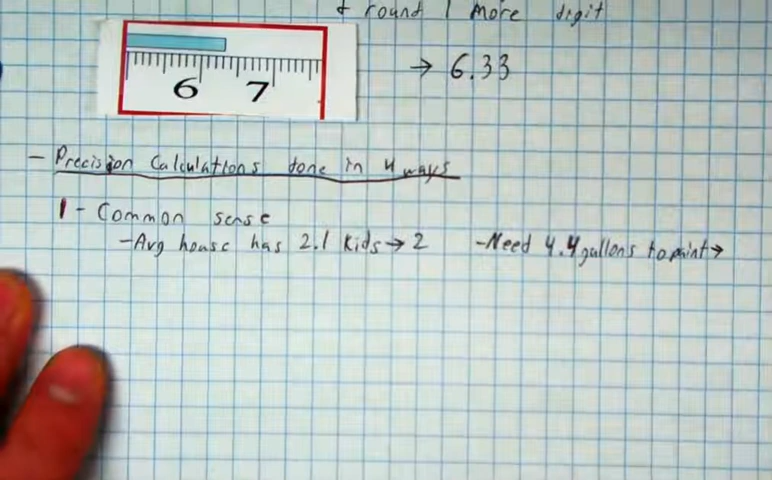 & round 1 more digit
6 7
→ 6.33
- Precision Calculations done in 4 ways
1 - Common sense
-Avg house has 2.1 kids → 2 -Need 4.4 gallons to paint →